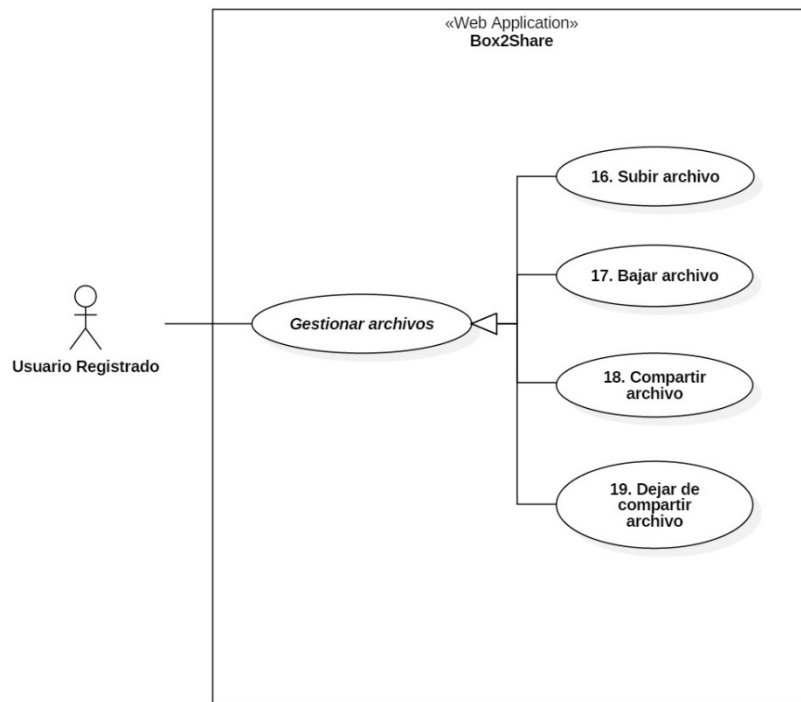 «Web Application»
Box2Share
16. Subir archivo
17. Bajar archivo
Gestionar archivos
Usuario Registrado
18. Compartir
archivo
19. Dejar de
compartir
archivo